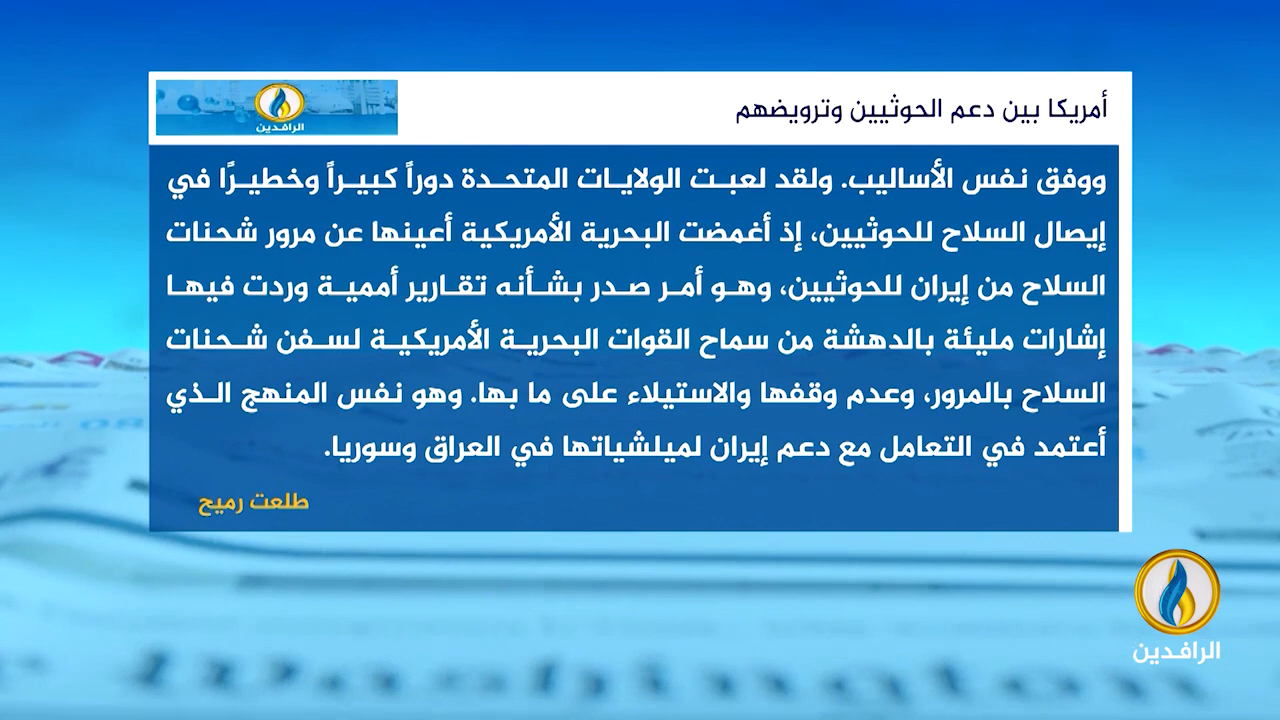 أمريكا بين دعم الحوثيين وترويضهم
الرافدين
ووفق نفس الأساليب. ولقد لعبت الولايات المتحدة دوراً كبيراً وخطيرًا في
إيصال السلاح للحوثيين، إذ أغمضت البحرية الأمريكية أعينها عن مرور شحنات
السلاح من إيران للحوثيين، وهو أمر صدر بشأنه تقارير أممية وردت فيها
إشارات مليئة بالدهشة من سماح القوات البحرية الأمريكية لسفن شحنات
السلاح بالمرور، وعدم وقفها والاستيلاء على ما بها. وهو نفس المنهج الذي
أعتمد في التعامل مع دعم إيران لميلشياتها في العراق وسوريا.
طلعت رميح
الرافدين